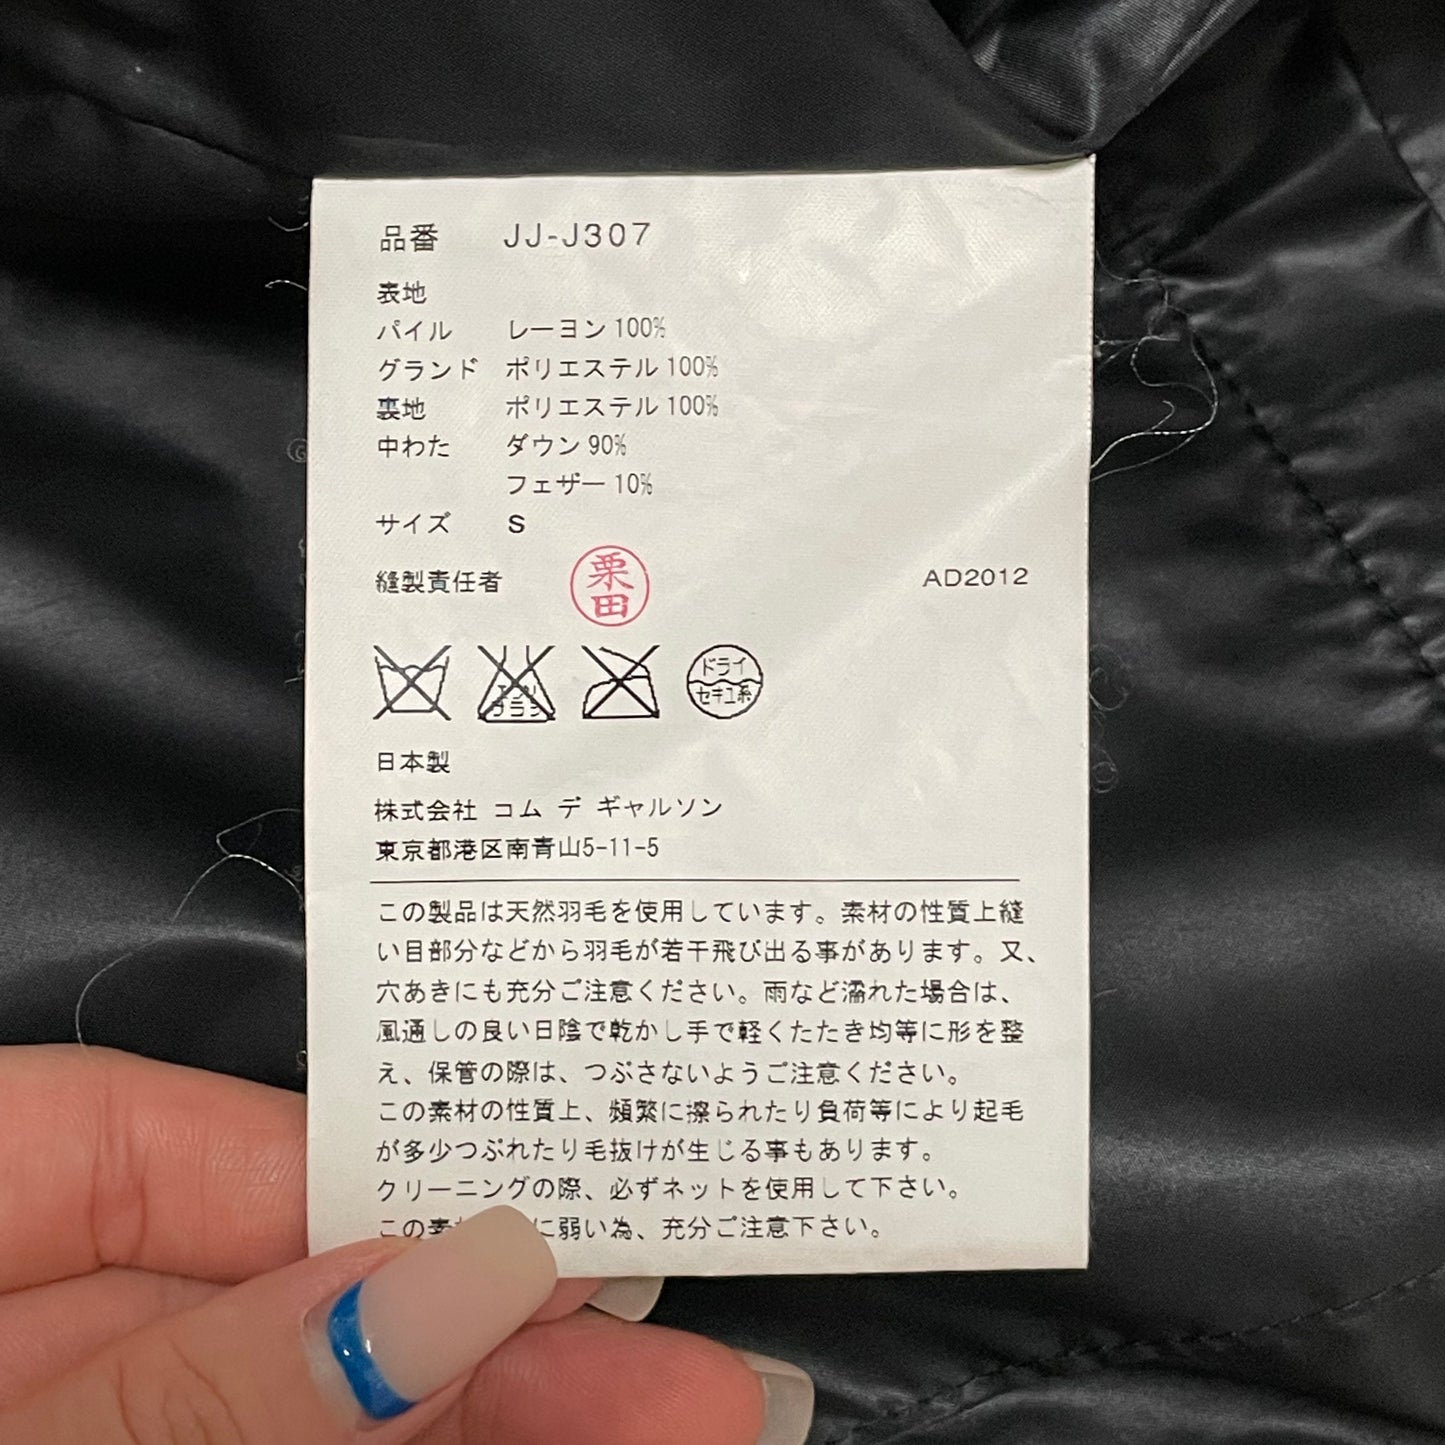 品番 JJ-J307
表地
パイル レーヨン 100%
グランド ポリエステル 100%
裏地 ポリエステル 100%
中わた ダウン 90%
フェザー 10%
サイズ S
縫製責任者 栗田 AD2012
エンソ
サラシ
ドライ
セキユ系
日本製
株式会社 コム デ ギャルソン
東京都港区南青山5-11-5
この製品は天然羽毛を使用しています。素材の性質上縫
い目部分などから羽毛が若干飛び出る事があります。又、
穴あきにも充分ご注意ください。雨など濡れた場合は、
風通しの良い日陰で乾かし手で軽くたたき均等に形を整
え、保管の際は、つぶさないようご注意ください。
この素材の性質上、頻繁に擦られたり負荷等により起毛
が多少つぶれたり毛抜けが生じる事もあります。
クリーニングの際、必ずネットを使用して下さい。
この素 に弱い為、充分ご注意下さい。